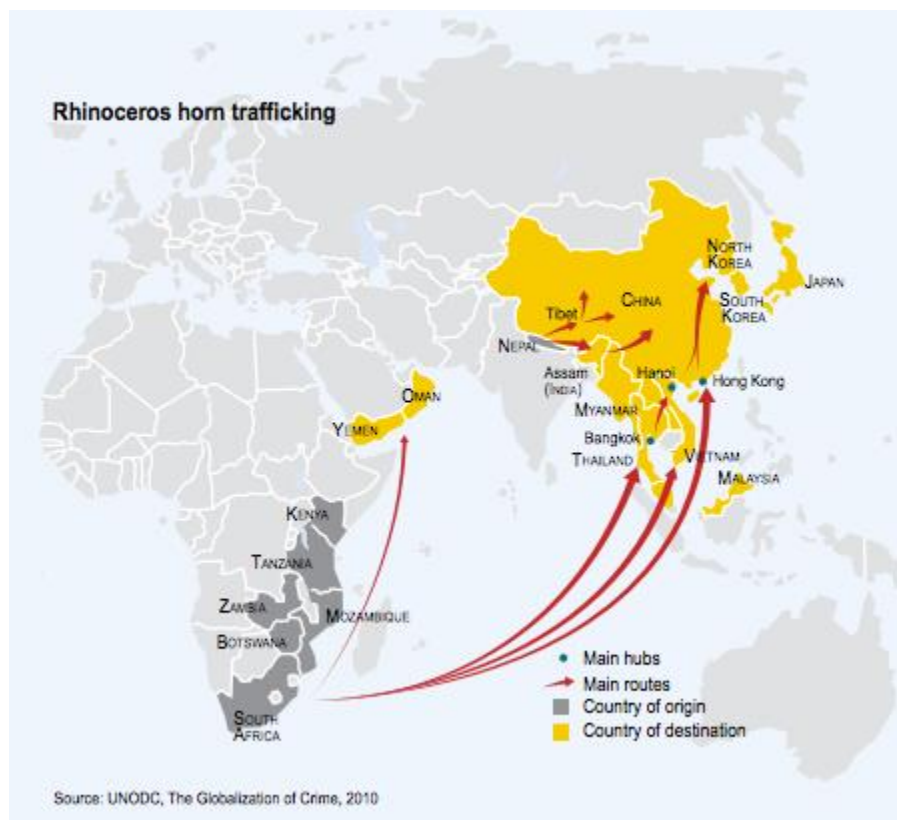 Rhinoceros horn trafficking
NORTH
KOREA
JAPAN
CHINA
SOUTH
KOREA
Tibet
NEPAL
Assam
(INDIA)
Hanoi
Hong Kong
OMAN
MYANMAR
YEMEN
Bangkok
THAILAND
VIETNAM
MALAYSIA
KENYA
TANZANIA
ZAMBIA
MOZAMBIQUE
BOTSWANA
SOUTH
AFRICA
Main hubs
Main routes
Country of origin
Country of destination
Source: UNODC, The Globalization of Crime, 2010